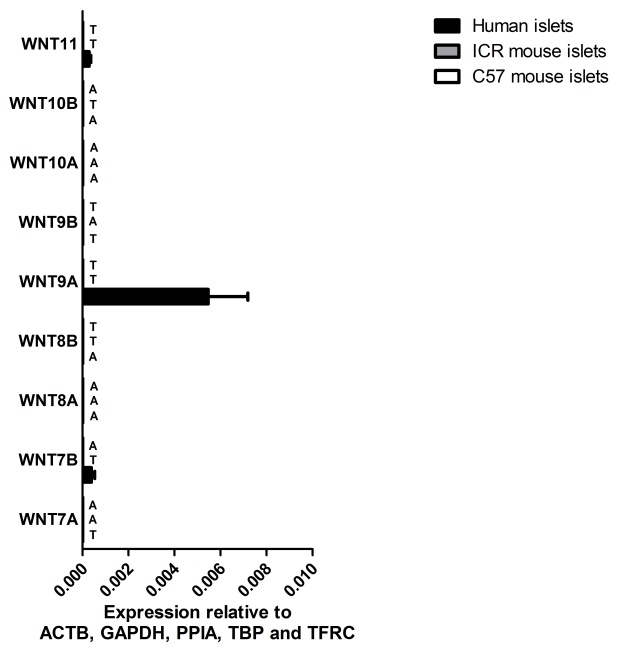 Human islets
ICR mouse islets
C57 mouse islets
T
WNT11 T
A
WNT10B T
A
A
WNT10A A
A
T
WNT9B A
T
T
WNT9A T
T
WNT8B T
A
A
WNT8A A
A
A
WNT7B T
A
WNT7A A
T
0.000 0.002 0.004 0.006 0.008 0.010
Expression relative to
ACTB, GAPDH, PPIA, TBP and TFRC